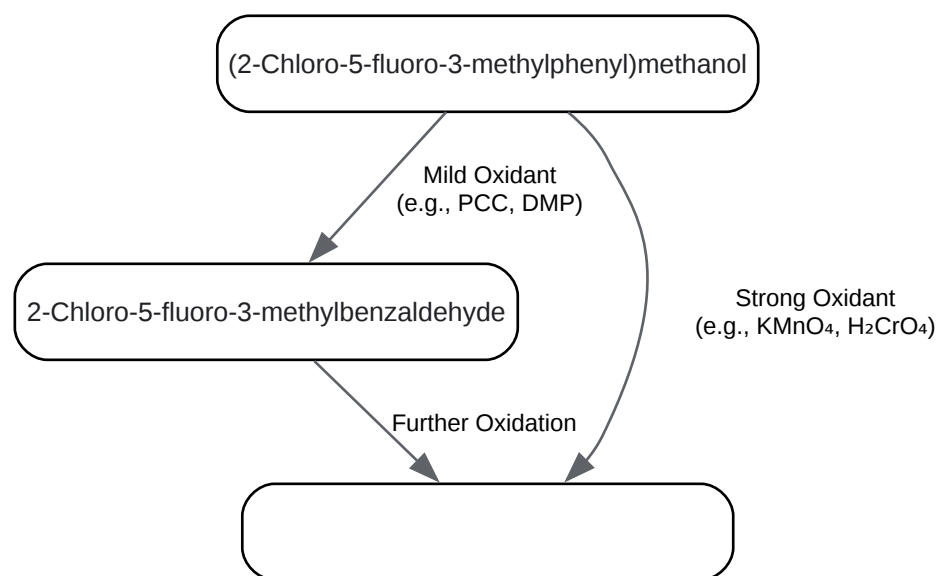 (2-Chloro-5-fluoro-3-methylphenyl)methanol
Mild Oxidant
(e.g., PCC, DMP)
2-Chloro-5-fluoro-3-methylbenzaldehyde
Strong Oxidant
(e.g., KMnO₄, H₂CrO₄)
Further Oxidation